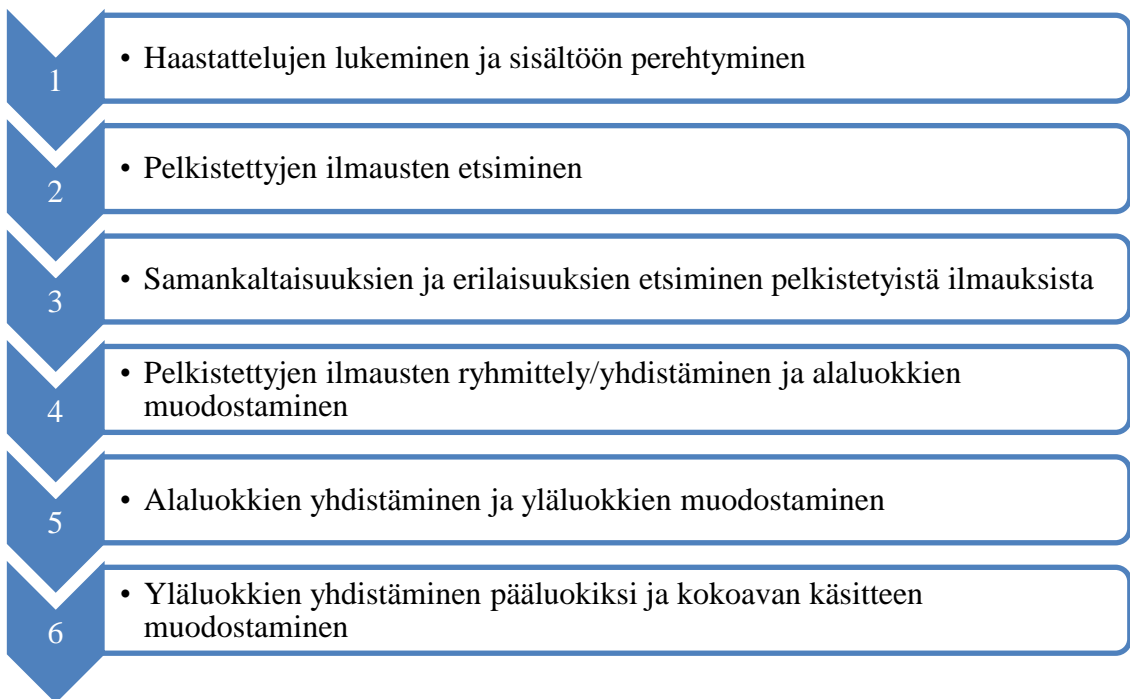 1
• Haastattelujen lukeminen ja sisältöön perehtyminen
2
• Pelkistettyjen ilmausten etsiminen
3
• Samankaltaisuuksien ja erilaisuuksien etsiminen pelkistetyistä ilmauksista
4
• Pelkistettyjen ilmausten ryhmittely/yhdistäminen ja alaluokkien
muodostaminen
5
• Alaluokkien yhdistäminen ja yläluokkien muodostaminen
6
• Yläluokkien yhdistäminen pääluokiksi ja kokoavan käsitteen
muodostaminen